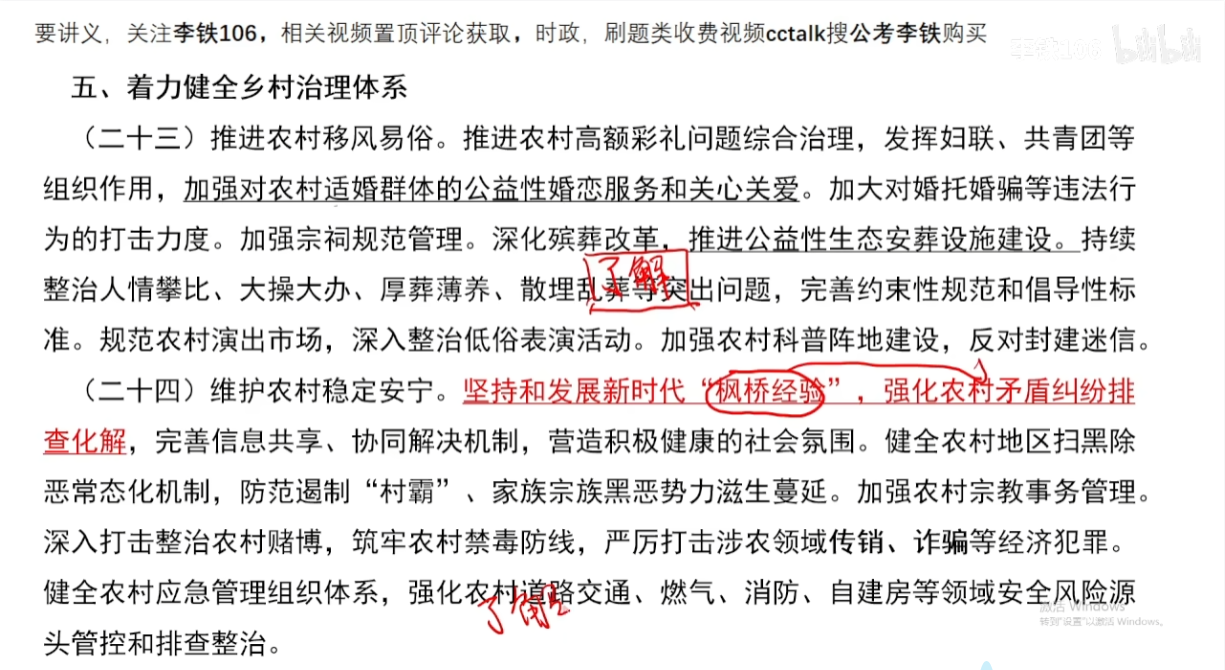 要讲义，关注李铁106，相关视频置顶评论获取，时政，刷题类收费视频cctalk搜公考李铁购买
李铁106 bilibili
五、着力健全乡村治理体系
（二十三）推进农村移风易俗。推进农村高额彩礼问题综合治理，发挥妇联、共青团等
组织作用，加强对农村适婚群体的公益性婚恋服务和关心关爱。加大对婚托婚骗等违法行
为的打击力度。加强宗祠规范管理。深化殡葬改革，推进公益性生态安葬设施建设。持续
了解
整治人情攀比、大操大办、厚葬薄养、散埋乱葬等突出问题，完善约束性规范和倡导性标
准。规范农村演出市场，深入整治低俗表演活动。加强农村科普阵地建设，反对封建迷信。
（二十四）维护农村稳定安宁。坚持和发展新时代“枫桥经验”，强化农村矛盾纠纷排
查化解，完善信息共享、协同解决机制，营造积极健康的社会氛围。健全农村地区扫黑除
恶常态化机制，防范遏制“村霸”、家族宗族黑恶势力滋生蔓延。加强农村宗教事务管理。
深入打击整治农村赌博，筑牢农村禁毒防线，严厉打击涉农领域传销、诈骗等经济犯罪。
健全农村应急管理组织体系，强化农村道路交通、燃气、消防、自建房等领域安全风险源
了解
头管控和排查整治。
激活 Windows
转到“设置”以激活 Windows。